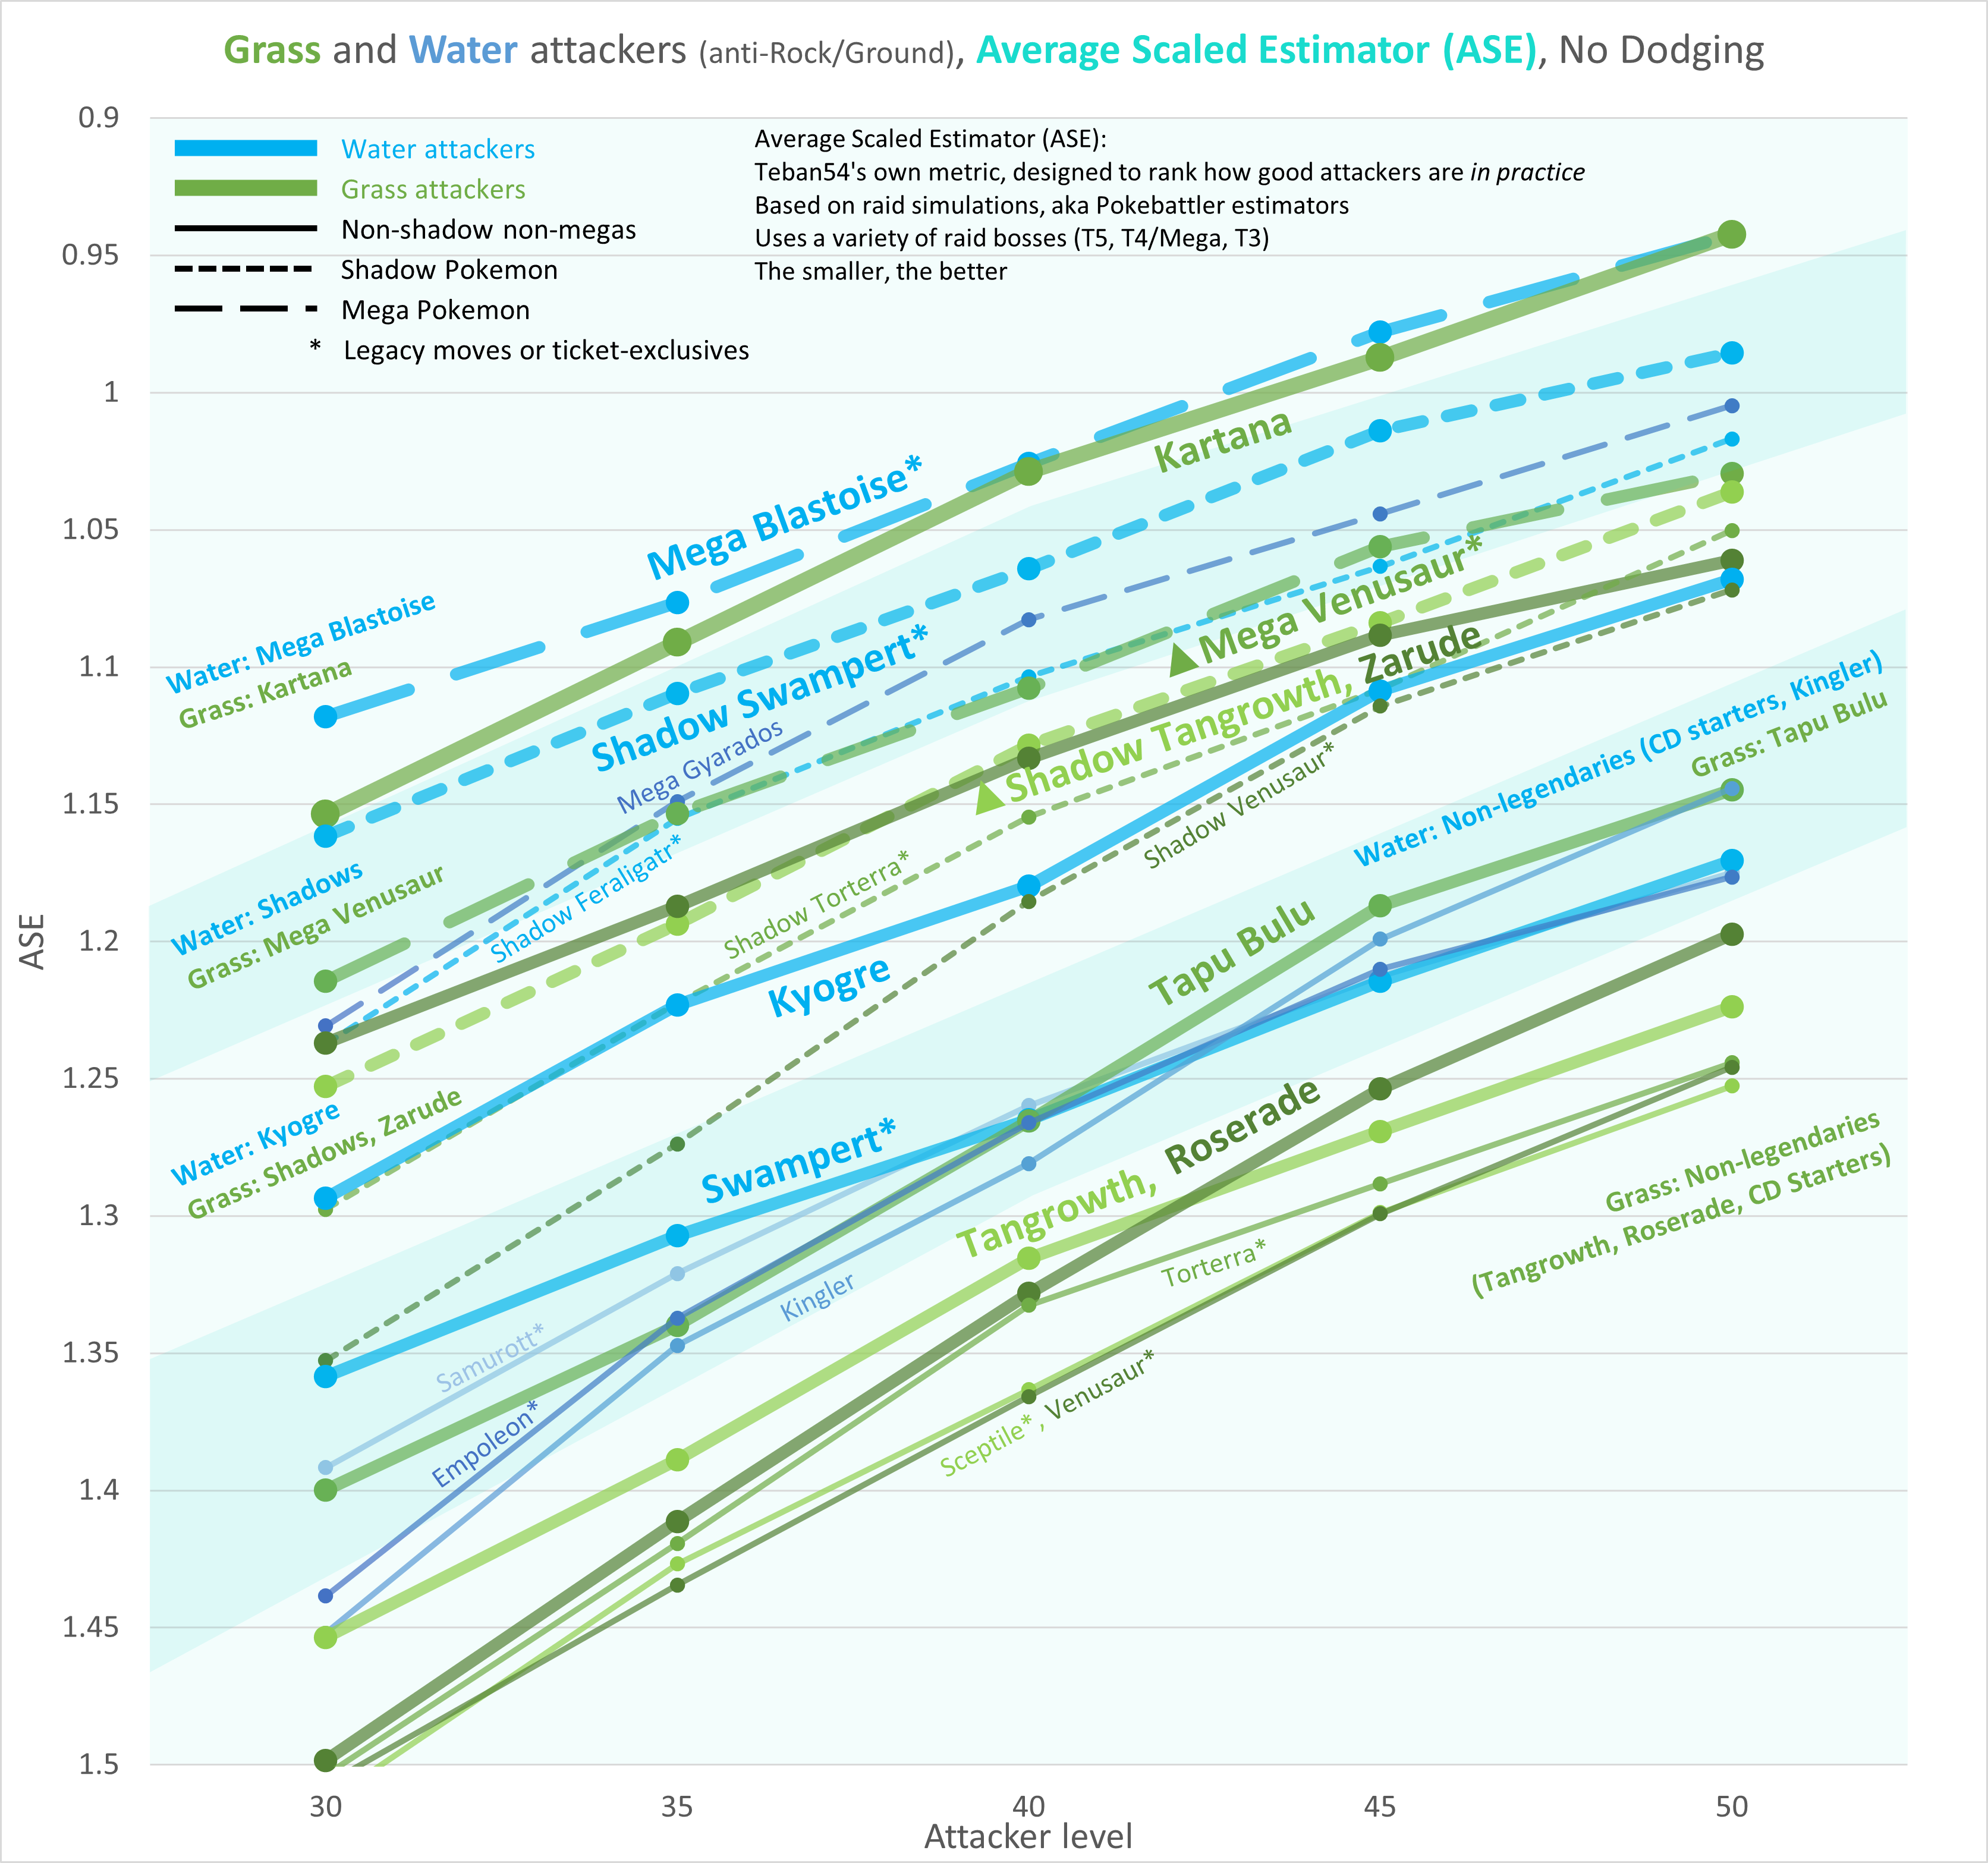 Grass and Water attackers (anti-Rock/Ground), Average Scaled Estimator (ASE), No Dodging
Water attackers
Grass attackers
Non-shadow non-megas
Shadow Pokemon
Mega Pokemon
* Legacy moves or ticket-exclusives
Average Scaled Estimator (ASE):
Teban54's own metric, designed to rank how good attackers are in practice
Based on raid simulations, aka Pokebattler estimators
Uses a variety of raid bosses (T5, T4/Mega, T3)
The smaller, the better
ASE
0.9
0.95
1
1.05
1.1
1.15
1.2
1.25
1.3
1.35
1.4
1.45
1.5
Kartana
Mega Blastoise*
Water: Mega Blastoise
Grass: Kartana
Mega Venusaur*
Shadow Swampert*
Mega Gyarados
Shadow Tangrowth, Zarude
Water: Non-legendaries (CD starters, Kingler)
Grass: Tapu Bulu
Shadow Venusaur*
Shadow Feraligatr*
Shadow Torterra*
Water: Shadows
Grass: Mega Venusaur
Kyogre
Tapu Bulu
Water: Kyogre
Grass: Shadows, Zarude
Swampert*
Tangrowth, Roserade
Grass: Non-legendaries
(Tangrowth, Roserade, CD Starters)
Torterra*
Kingler
Samurott*
Empoleon*
Sceptile*, Venusaur*
30
35
40
45
50
Attacker level